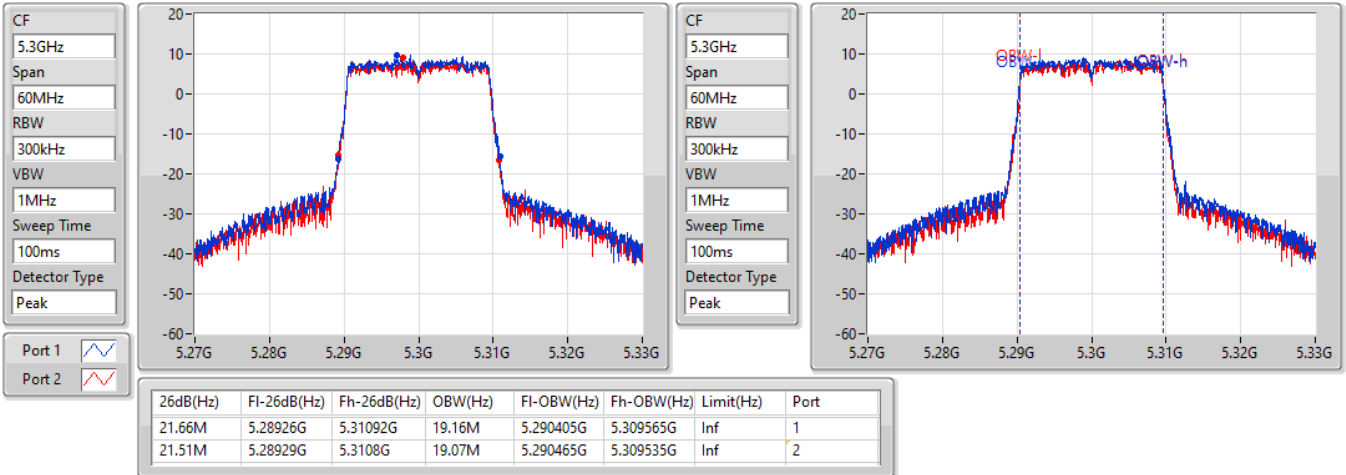 CF
5.3GHz
Span
60MHz
RBW
300kHz
VBW
1MHz
Sweep Time
100ms
Detector Type
Peak
20
10
0
-10
-20
-30
-40
-50
-60
5.27G 5.28G 5.29G 5.3G 5.31G 5.32G 5.33G
CF
5.3GHz
Span
60MHz
RBW
300kHz
VBW
1MHz
Sweep Time
100ms
Detector Type
Peak
20
10
0
-10
-20
-30
-40
-50
-60
OBW-l OBW-h
5.27G 5.28G 5.29G 5.3G 5.31G 5.32G 5.33G
Port 1
Port 2
26dB(Hz) Fl-26dB(Hz) Fh-26dB(Hz) OBW(Hz) Fl-OBW(Hz) Fh-OBW(Hz) Limit(Hz) Port
21.66M 5.28926G 5.31092G 19.16M 5.290405G 5.309565G Inf 1
21.51M 5.28929G 5.3108G 19.07M 5.290465G 5.309535G Inf 2